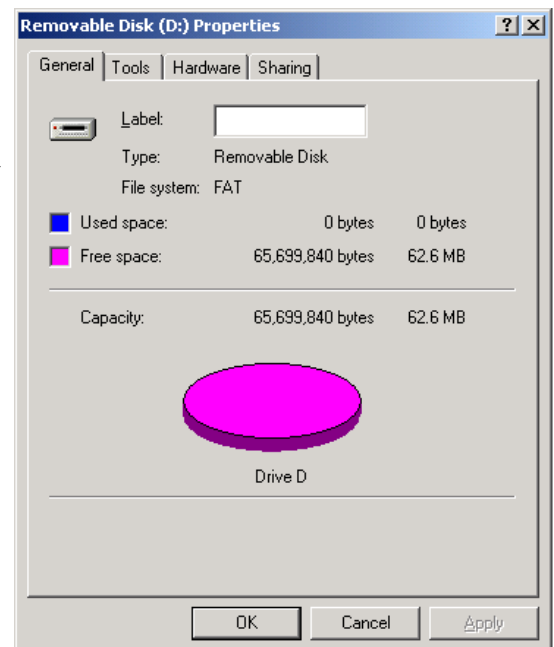 Removable Disk (D:) Properties
General Tools Hardware Sharing
Label:
Type: Removable Disk
File system: FAT
Used space: 0 bytes 0 bytes
Free space: 65,699,840 bytes 62.6 MB
Capacity: 65,699,840 bytes 62.6 MB
Drive D
OK Cancel Apply